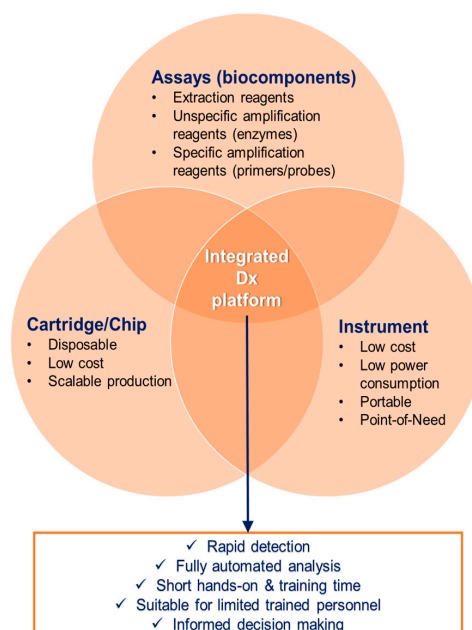 Assays (biocomponents)
• Extraction reagents
• Unspecific amplification
reagents (enzymes)
• Specific amplification
reagents (primers/probes)
Integrated
Dx
platform
Cartridge/Chip
• Disposable
• Low cost
• Scalable production
Instrument
• Low cost
• Low power
consumption
• Portable
• Point-of-Need
✓ Rapid detection
✓ Fully automated analysis
✓ Short hands-on & training time
✓ Suitable for limited trained personnel
✓ Informed decision making